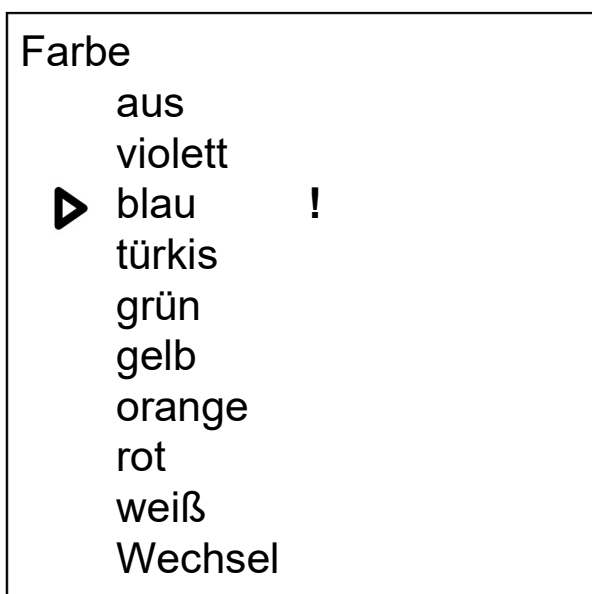 Farbe
aus
violett
blau !
türkis
grün
gelb
orange
rot
weiß
Wechsel